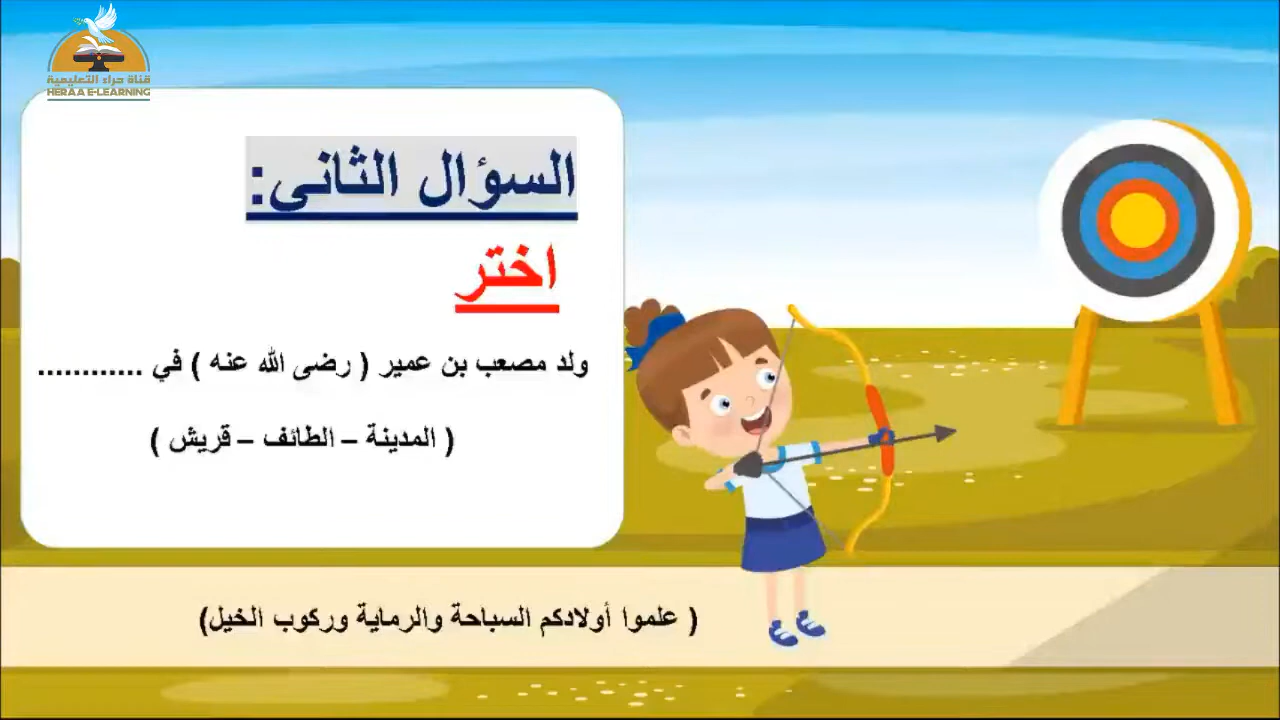 قناة حراء التعليمية
HERAA E-LEARNING
السؤال الثانى:
اختر
ولد مصعب بن عمير ( رضى الله عنه ) في ............
( المدينة – الطائف – قريش )
( علموا أولادكم السباحة والرماية وركوب الخيل)